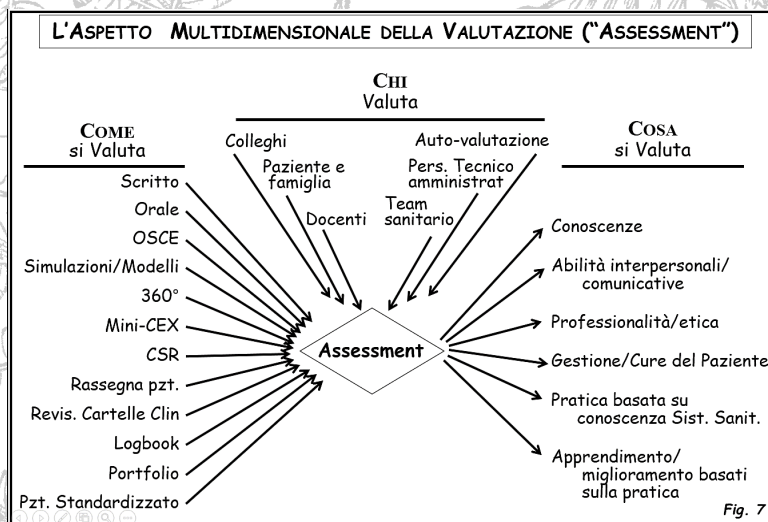 L'ASPETTO MULTIDIMENSIONALE DELLA VALUTAZIONE ("ASSESSMENT")
CHI
Valuta
COME
si Valuta
COSA
si Valuta
Colleghi
Paziente e
famiglia
Docenti
Auto-valutazione
Pers. Tecnico
amministrat
Team
sanitario
Scritto
Orale
OSCE
Simulazioni/Modelli
360°
Mini-CEX
CSR
Rassegna pzt.
Revis. Cartelle Clin
Logbook
Portfolio
Pzt. Standardizzato
Assessment
Conoscenze
Abilità interpersonali/
comunicative
Professionalità/etica
Gestione/Cure del Paziente
Pratica basata su
conoscenza Sist. Sanit.
Apprendimento/
miglioramento basati
sulla pratica
Fig. 7